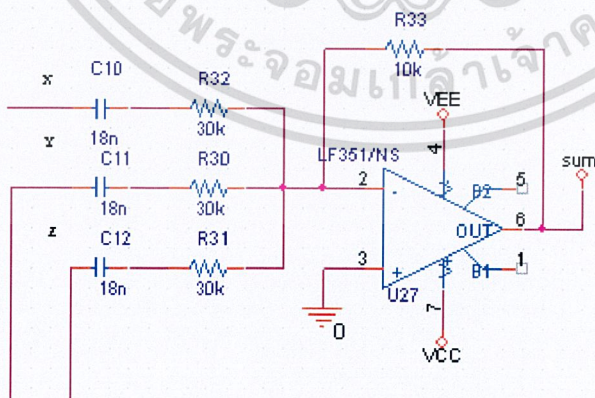 R33
10k
พระจอมเกล้าเจ้าค
X
C10
R32
VEE
18n
30k
4
LF351/NS
sum
Y
C11
R30
2
-
B2
5
18n
30k
OUT
6
Z
C12
R31
3
+
B1
1
18n
30k
U27
7
0
VCC